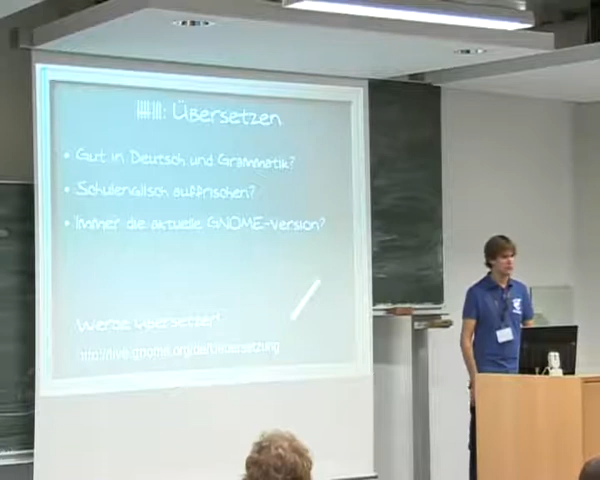 : Übersetzen
• Gut in Deutsch und Grammatik?
• Schulenglisch auffrischen?
• Immer die aktuelle GNOME-Version?
Werde Übersetzer!
http://live.gnome.org/de/Uebersetzung